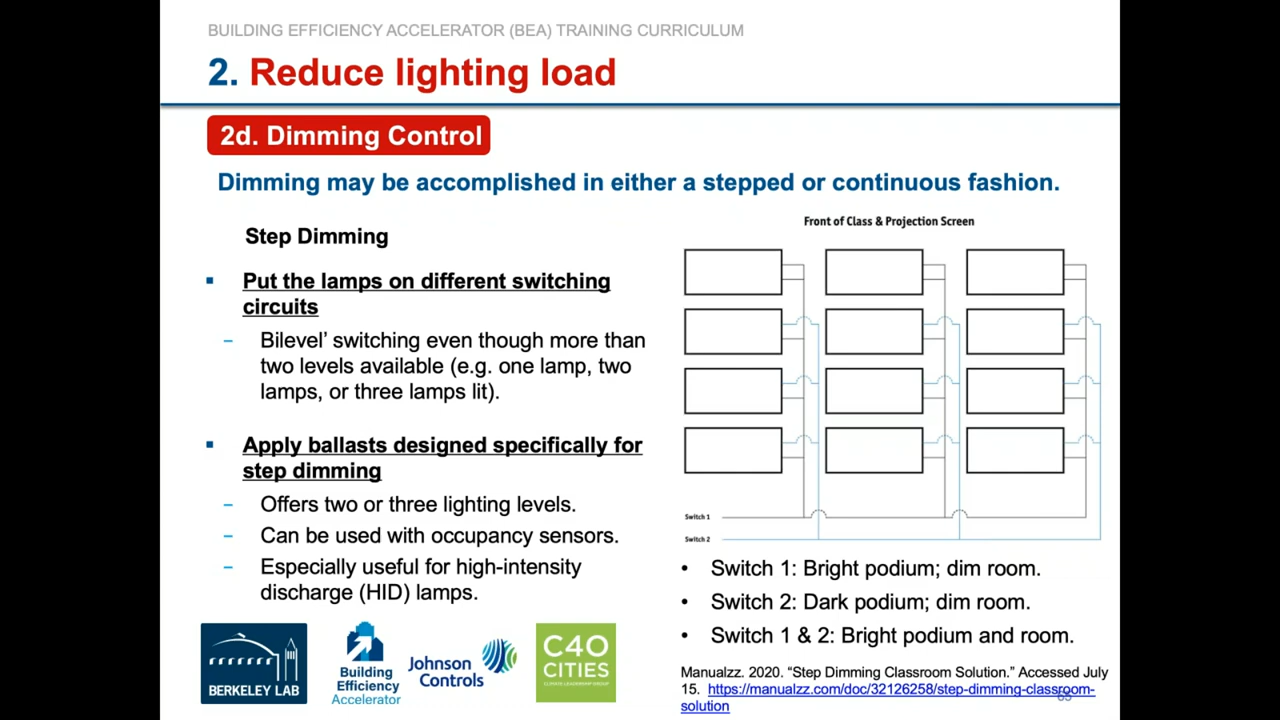 BUILDING EFFICIENCY ACCELERATOR (BEA) TRAINING CURRICULUM
2. Reduce lighting load
2d. Dimming Control
Dimming may be accomplished in either a stepped or continuous fashion.
Step Dimming
▪ Put the lamps on different switching
circuits
– Bilevel’ switching even though more than
two levels available (e.g. one lamp, two
lamps, or three lamps lit).
▪ Apply ballasts designed specifically for
step dimming
– Offers two or three lighting levels.
– Can be used with occupancy sensors.
– Especially useful for high-intensity
discharge (HID) lamps.
Front of Class & Projection Screen
Switch 1
Switch 2
• Switch 1: Bright podium; dim room.
• Switch 2: Dark podium; dim room.
• Switch 1 & 2: Bright podium and room.
Manualzz. 2020. “Step Dimming Classroom Solution.” Accessed July
15. https://manualzz.com/doc/32126258/step-dimming-classroom-
solution
BERKELEY LAB
Building
Efficiency
Accelerator
Johnson
Controls
C40
CITIES
CLIMATE LEADERSHIP GROUP